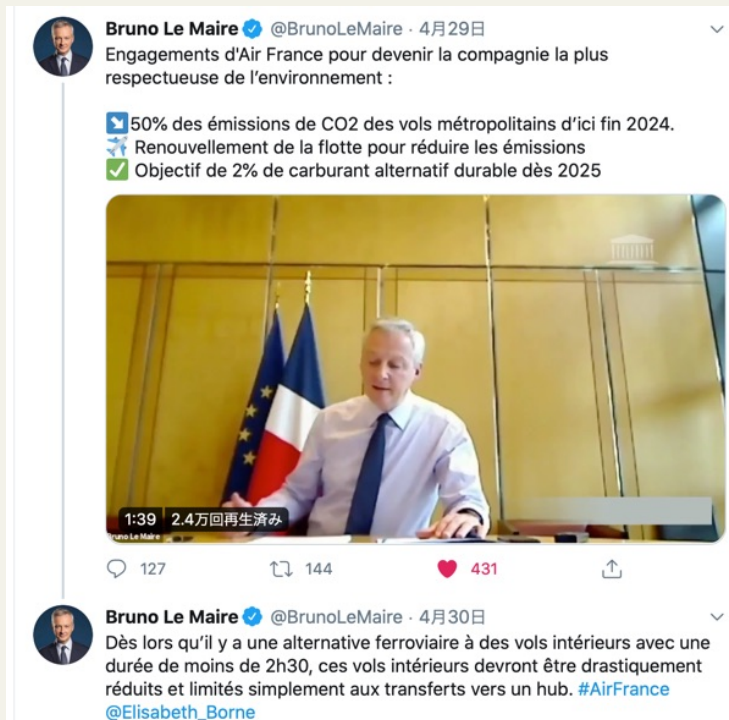 Bruno Le Maire @BrunoLeMaire · 4月29日
Engagements d'Air France pour devenir la compagnie la plus
respectueuse de l'environnement :
50% des émissions de CO2 des vols métropolitains d'ici fin 2024.
Renouvellement de la flotte pour réduire les émissions
Objectif de 2% de carburant alternatif durable dès 2025
1:39 2.4万回再生済み
Bruno Le Maire
127 144 431
Bruno Le Maire @BrunoLeMaire · 4月30日
Dès lors qu'il y a une alternative ferroviaire à des vols intérieurs avec une
durée de moins de 2h30, ces vols intérieurs devront être drastiquement
réduits et limités simplement aux transferts vers un hub. #AirFrance
@Elisabeth_Borne